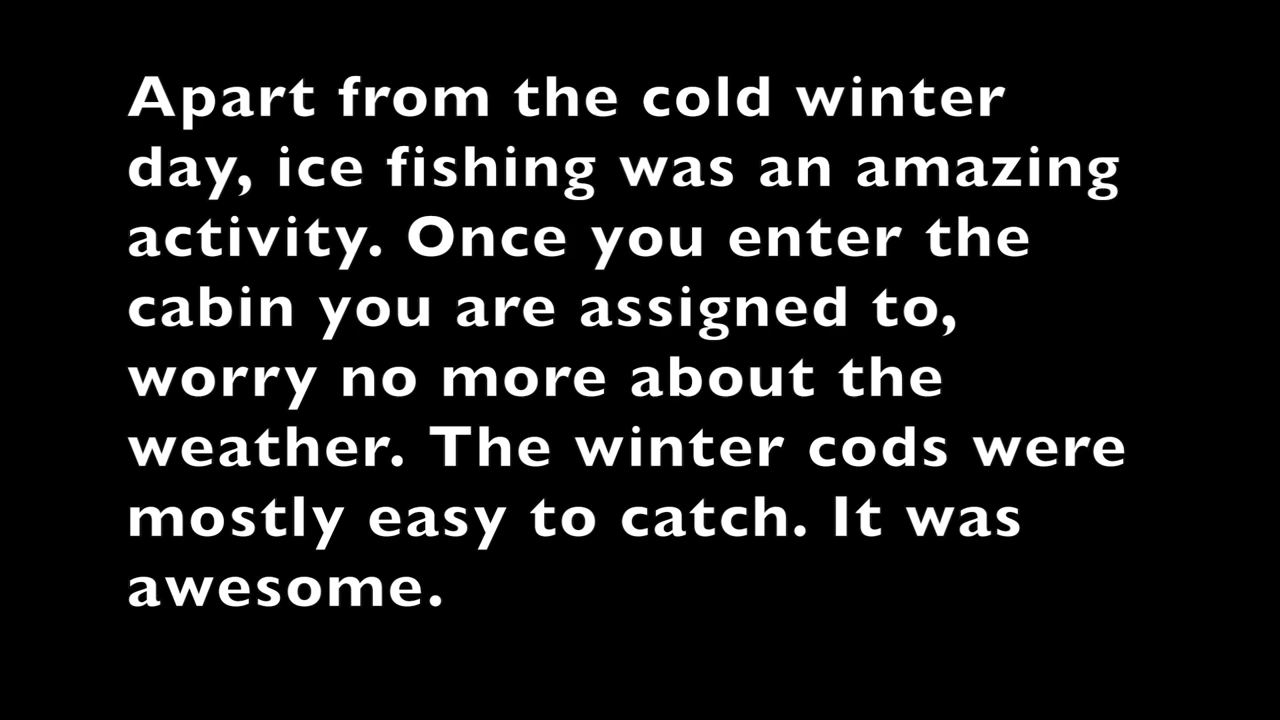 Apart from the cold winter
day, ice fishing was an amazing
activity. Once you enter the
cabin you are assigned to,
worry no more about the
weather. The winter cods were
mostly easy to catch. It was
awesome.